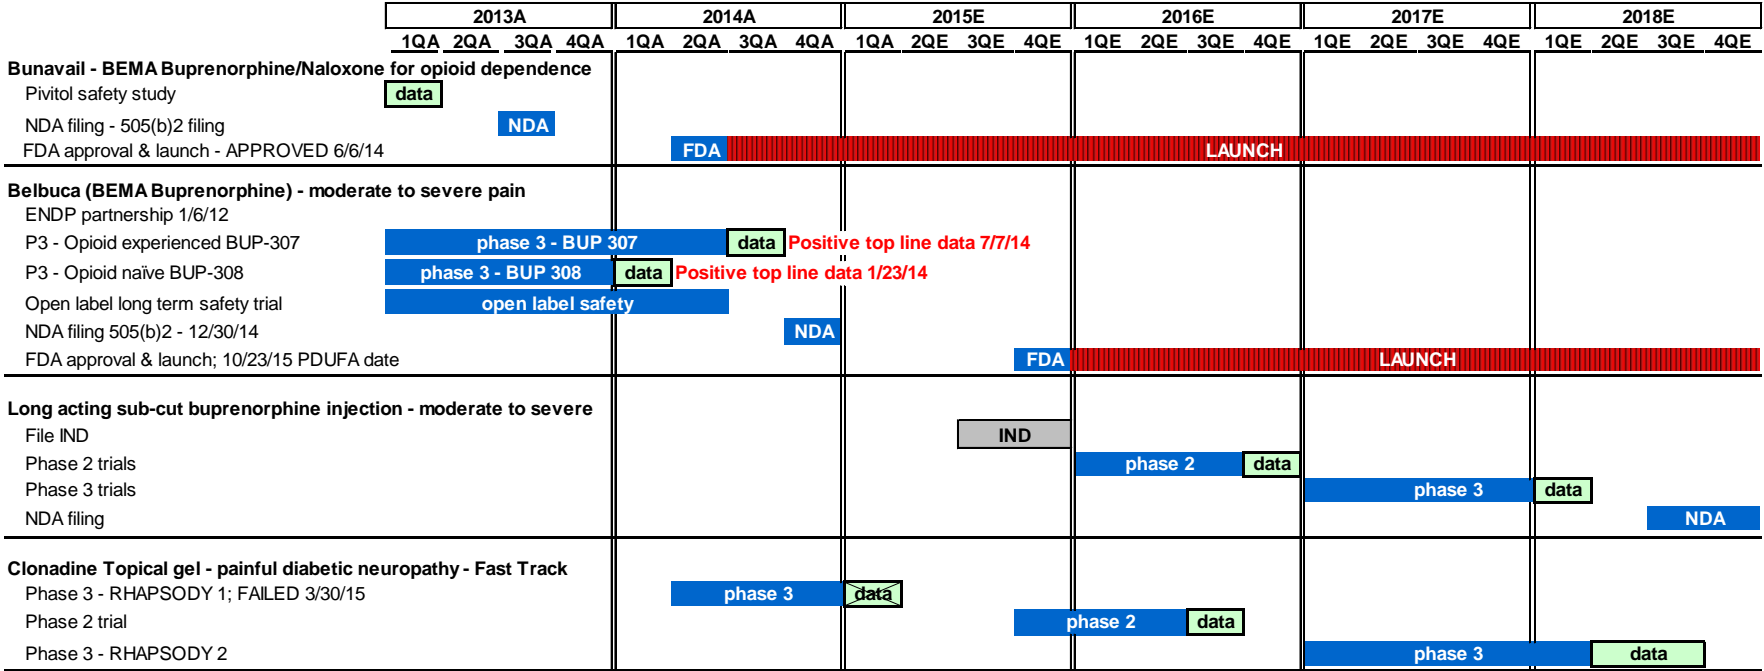 2013A 2014A 2015E 2016E 2017E 2018E
1QA 2QA 3QA 4QA 1QA 2QA 3QA 4QA 1QA 2QE 3QE 4QE 1QE 2QE 3QE 4QE 1QE 2QE 3QE 4QE 1QE 2QE 3QE 4QE
Bunavail - BEMA Buprenorphine/Naloxone for opioid dependence
Pivitol safety study data
NDA filing - 505(b)2 filing NDA
FDA approval & launch - APPROVED 6/6/14 FDA LAUNCH
Belbuca (BEMA Buprenorphine) - moderate to severe pain
ENDP partnership 1/6/12
P3 - Opioid experienced BUP-307 phase 3 - BUP 307 data Positive top line data 7/7/14
P3 - Opioid naïve BUP-308 phase 3 - BUP 308 data Positive top line data 1/23/14
Open label long term safety trial open label safety
NDA filing 505(b)2 - 12/30/14 NDA
FDA approval & launch; 10/23/15 PDUFA date FDA LAUNCH
Long acting sub-cut buprenorphine injection - moderate to severe
File IND IND
Phase 2 trials phase 2 data
Phase 3 trials phase 3 data
NDA filing NDA
Clonadine Topical gel - painful diabetic neuropathy - Fast Track
Phase 3 - RHAPSODY 1; FAILED 3/30/15 phase 3 data
Phase 2 trial phase 2 data
Phase 3 - RHAPSODY 2 phase 3 data